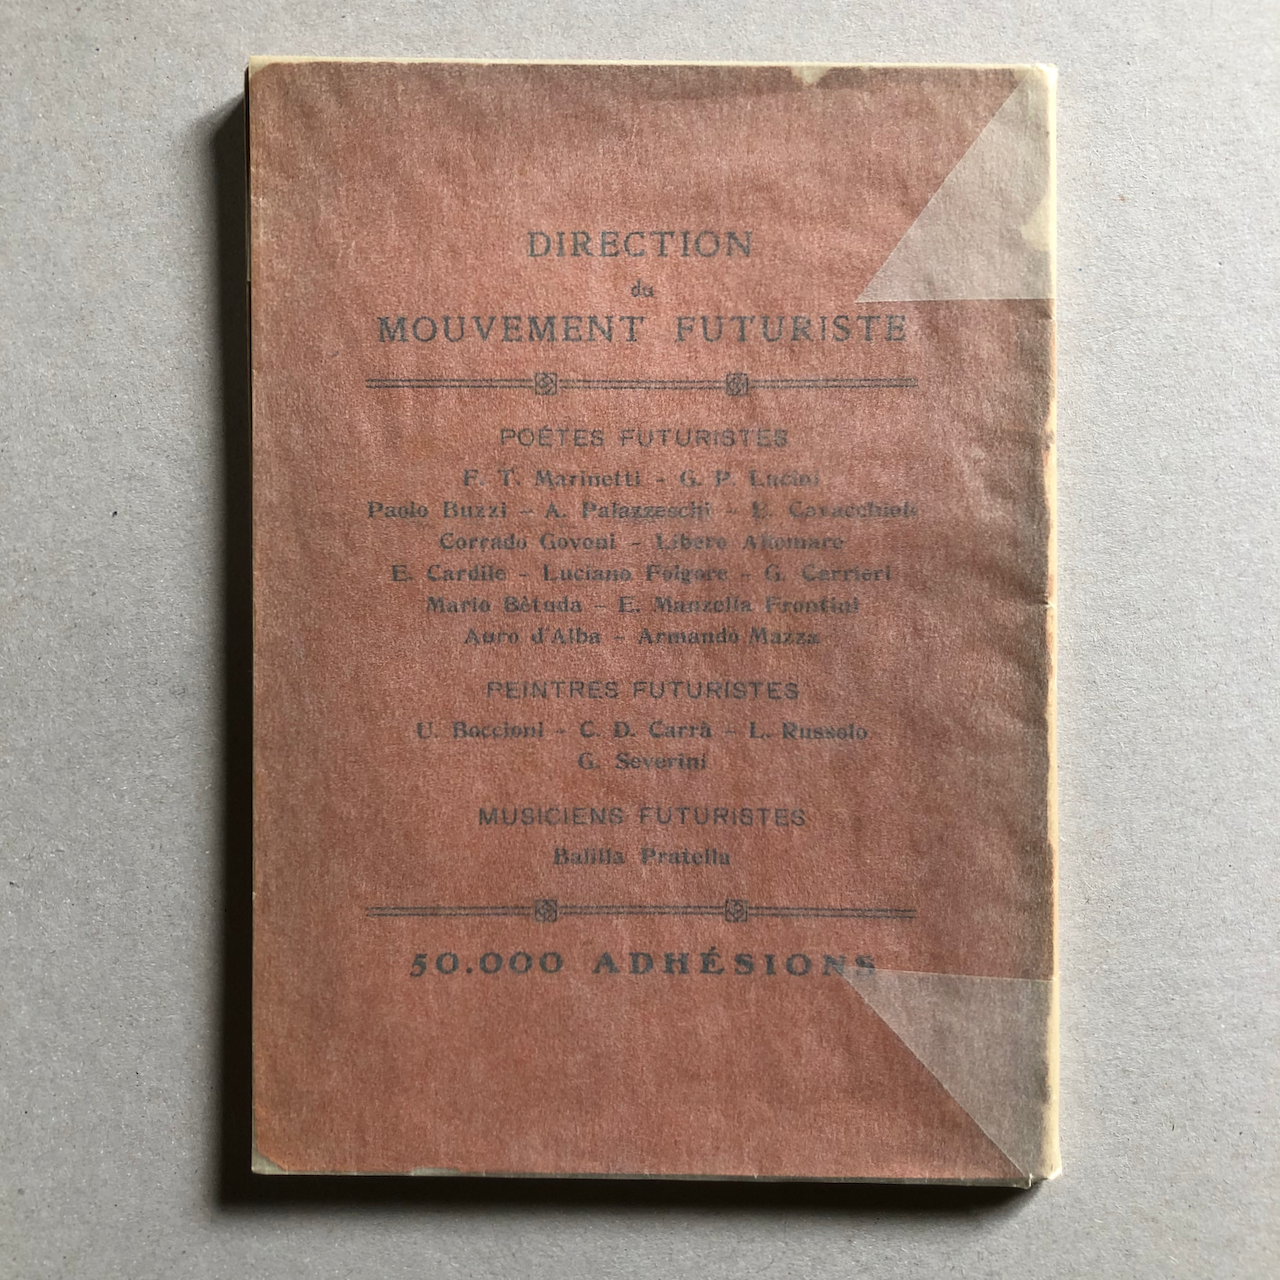 DIRECTION
du
MOUVEMENT FUTURISTE
POÈTES FUTURISTES
F. T. Marinetti - G. P. Lucini
Paolo Buzzi - A. Palazzeschi - E. Cavacchioli
Corrado Govoni - Libero Altomare
E. Cardile - Luciano Folgore - G. Carrieri
Mario Bètuda - E. Manzella Frontini
Auro d'Alba - Armando Mazza
PEINTRES FUTURISTES
U. Boccioni - C. D. Carrà - L. Russolo
G. Severini
MUSICIENS FUTURISTES
Balilla Pratella
50.000 ADHÉSIONS